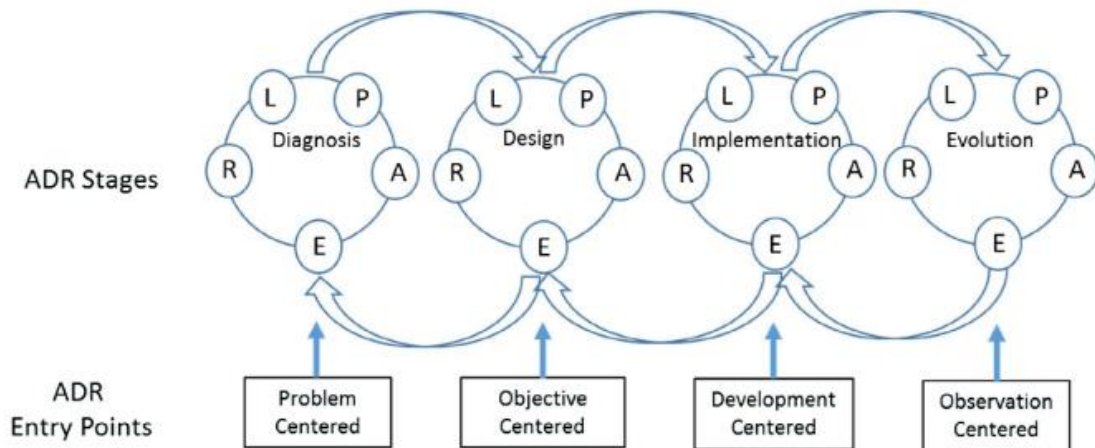 L P L P L P L P
Diagnosis Design Implementation Evolution
ADR Stages
R A R A R A R A
E E E E
ADR
Entry Points
Problem
Centered
Objective
Centered
Development
Centered
Observation
Centered